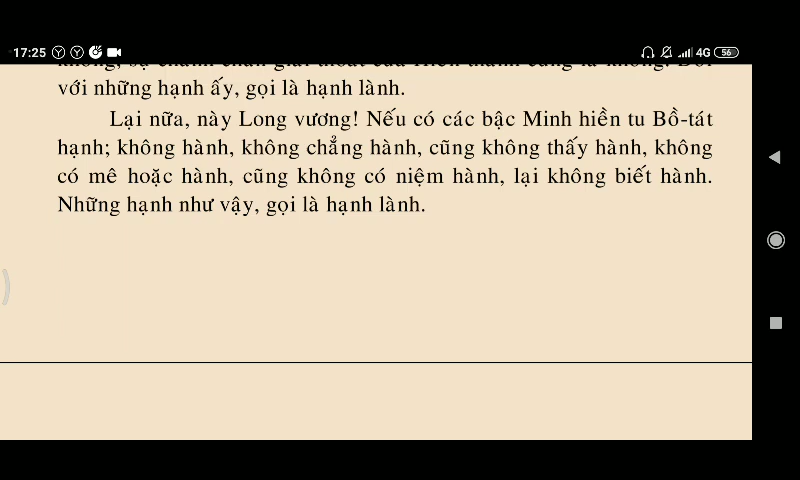 17:25 4G 56
với những hạnh ấy, gọi là hạnh lành.
Lại nữa, này Long vương! Nếu có các bậc Minh hiền tu Bồ-tát
hạnh; không hành, không chẳng hành, cũng không thấy hành, không
có mê hoặc hành, cũng không có niệm hành, lại không biết hành.
Những hạnh như vậy, gọi là hạnh lành.